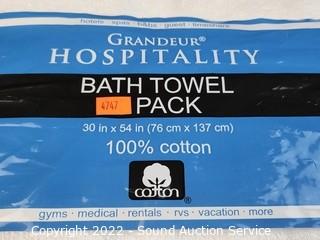 hotels · spas · b&bs · guest · timeshare
GRANDEUR®
HOSPITALITY
BATH TOWEL
4747 PACK
30 in x 54 in (76 cm x 137 cm)
100% cotton
cotton ®
gyms · medical · rentals · rvs · vacation · more
Copyright 2022 - Sound Auction Service